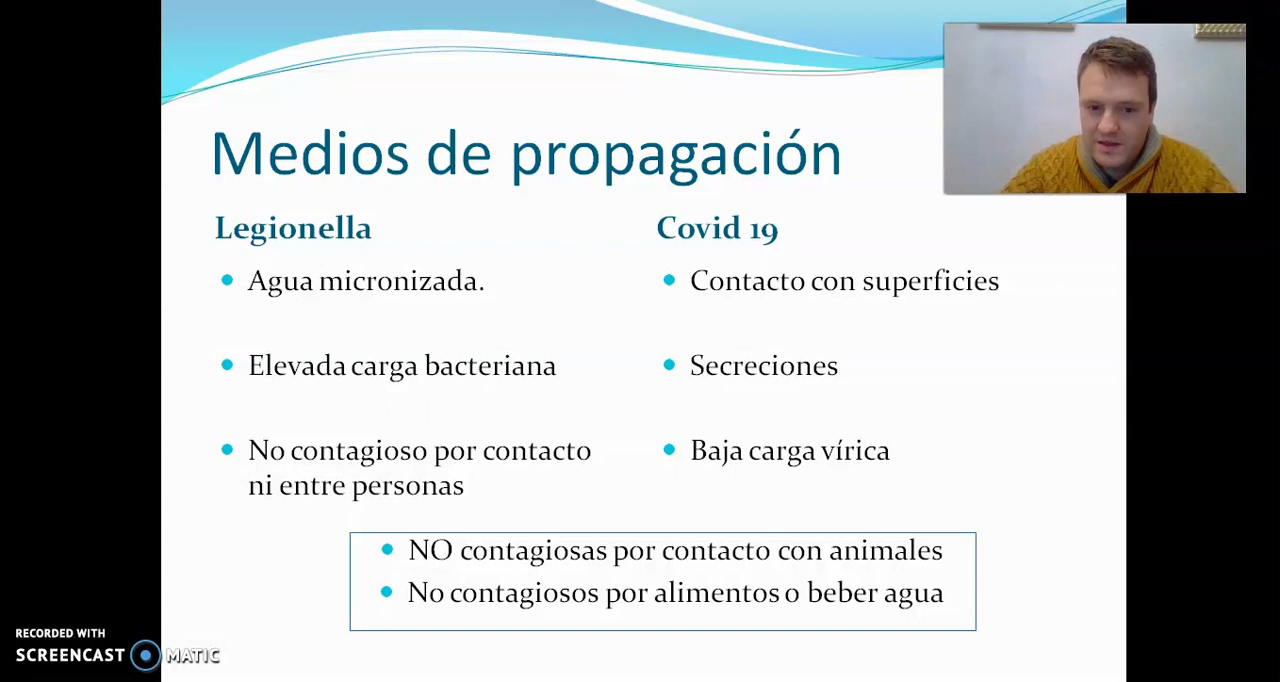 Medios de propagación
Legionella
Agua micronizada.
Elevada carga bacteriana
No contagioso por contacto
ni entre personas
Covid 19
Contacto con superficies
Secreciones
Baja carga vírica
NO contagiosas por contacto con animales
No contagiosos por alimentos o beber agua
RECORDED WITH
SCREENCAST MATIC